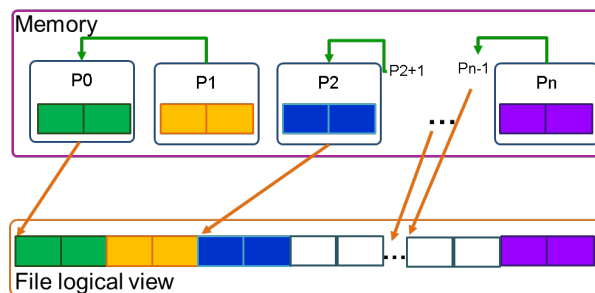 Memory
P0
P1
P2
P2+1
Pn-1
Pn
...
...
File logical view